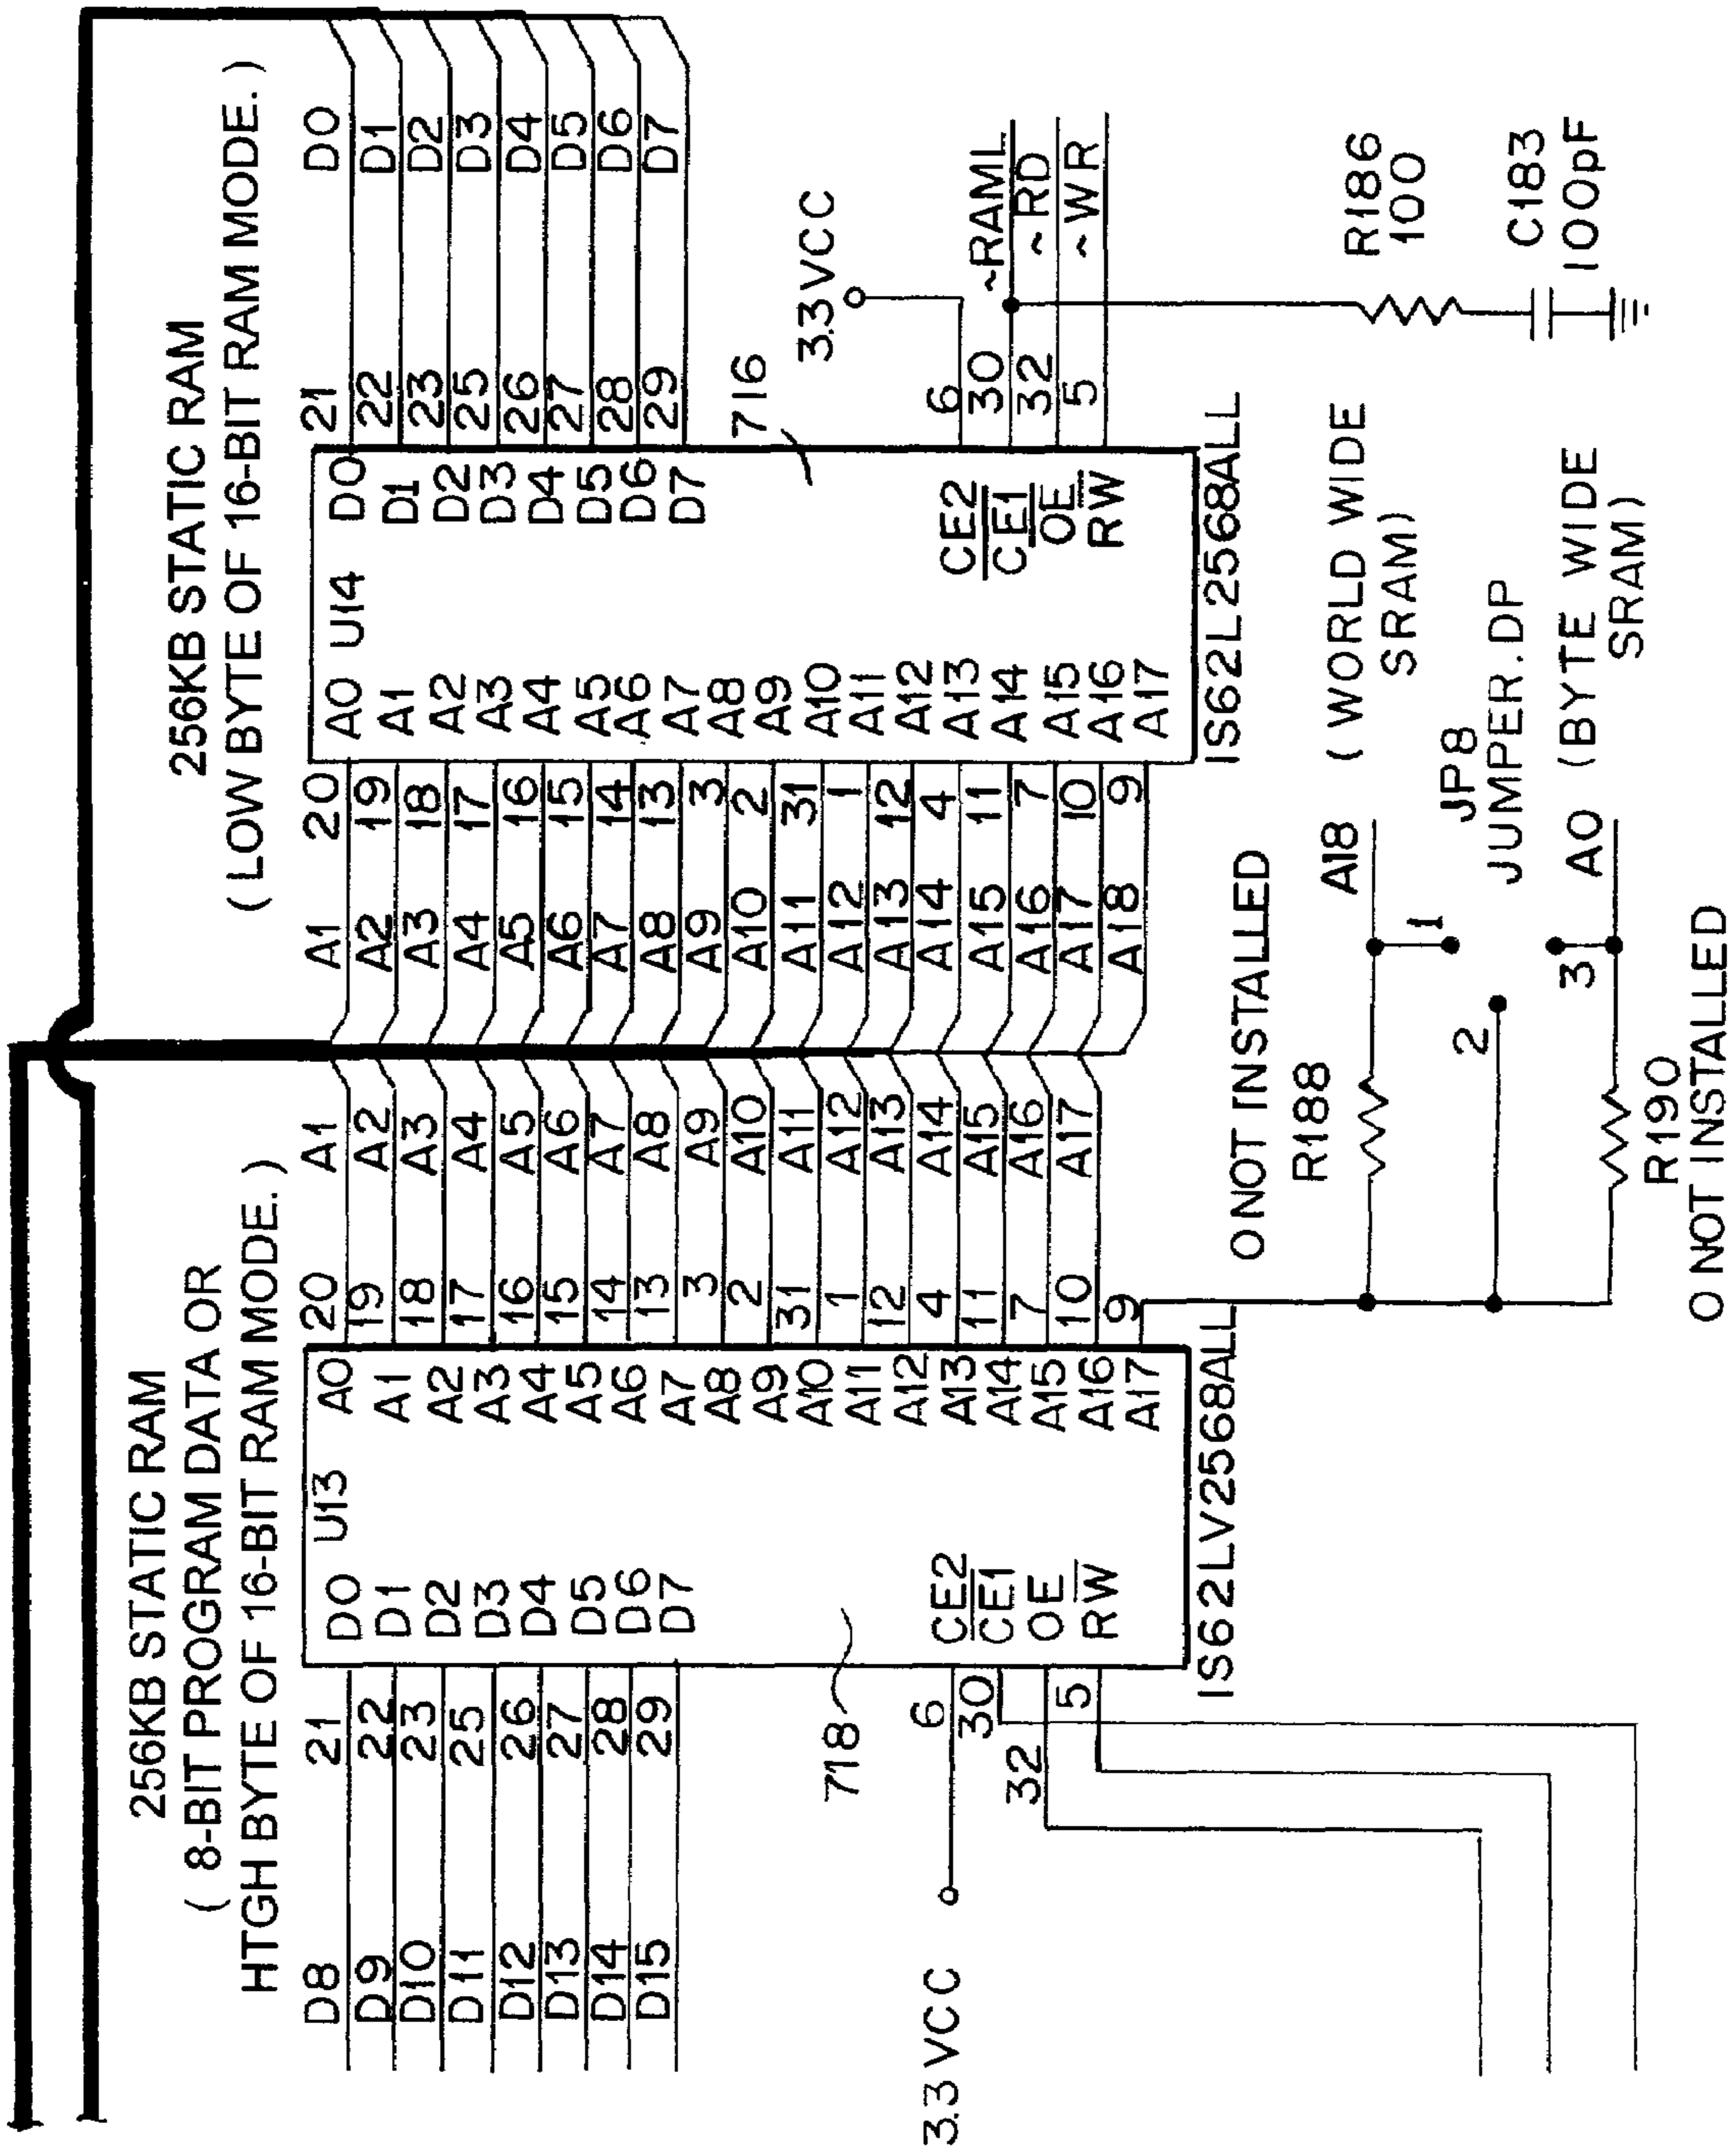 256KB STATIC RAM
( 8-BIT PROGRAM DATA OR
HTGH BYTE OF 16-BIT RAM MODE. )
D8 21 D0 U13 A0 20 A1
D9 22 D1 A1 19 A2
D10 23 D2 A2 18 A3
D11 25 D3 A3 17 A4
D12 26 D4 A4 16 A5
D13 27 D5 A5 15 A6
D14 28 D6 A6 14 A7
D15 29 D7 A7 13 A8
A8 3 A9
A9 2 A10
A10 31 A11
A11 1 A12
A12 12 A13
A13 4 A14
A14 11 A15
A15 7 A16
A16 10 A17
A17 9
718
3.3 VCC 6 CE2
30 CE1
32 OE
5 RW
IS62LV2568ALL
256KB STATIC RAM
( LOW BYTE OF 16-BIT RAM MODE. )
A1 20 A0 U14 D0 21 D0
A2 19 A1 D1 22 D1
A3 18 A2 D2 23 D2
A4 17 A3 D3 25 D3
A5 16 A4 D4 26 D4
A6 15 A5 D5 27 D5
A7 14 A6 D6 28 D6
A8 13 A7 D7 29 D7
A9 3 A8
A10 2 A9
A11 31 A10
A12 1 A11
A13 12 A12
A14 4 A13
A15 11 A14
A16 7 A15
A17 10 A16
A18 9 A17
716
3.3 VCC
CE2 6
CE1 30 ~RAML
OE 32 ~RD
RW 5 ~WR
IS62L2568ALL
0 NOT INSTALLED
R188
A18 (WORLD WIDE
SRAM)
1
JP8
2
JUMPER.DP
3
A0 (BYTE WIDE
SRAM)
R190
0 NOT INSTALLED
R186
100
C183
100pF